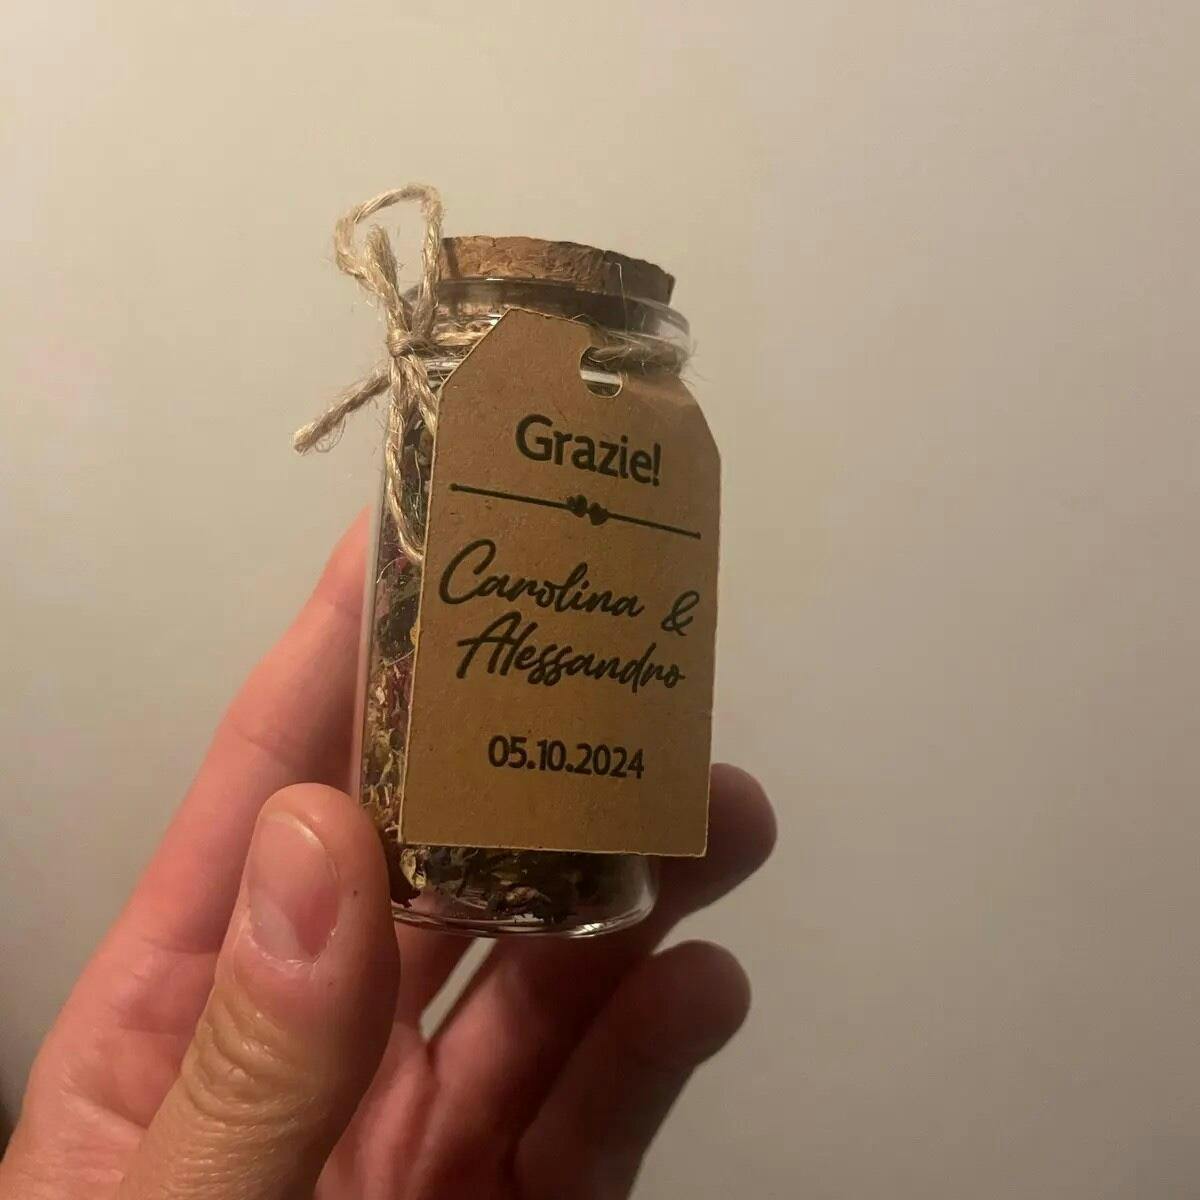 Grazie!
Carolina &
Alessandro
05.10.2024